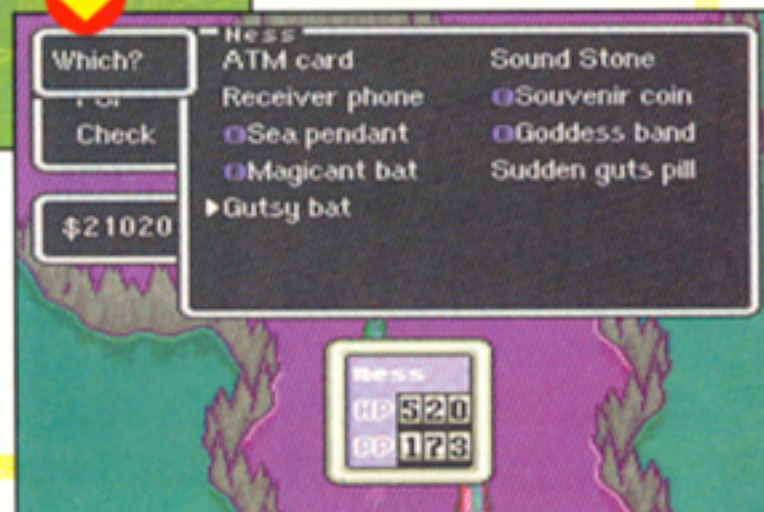 Ness
Which?
ATM card Sound Stone
Receiver phone Souvenir coin
Check
Sea pendant Goddess band
Magicant bat Sudden guts pill
Gutsy bat
$21020
Ness
HP 520
PP 173